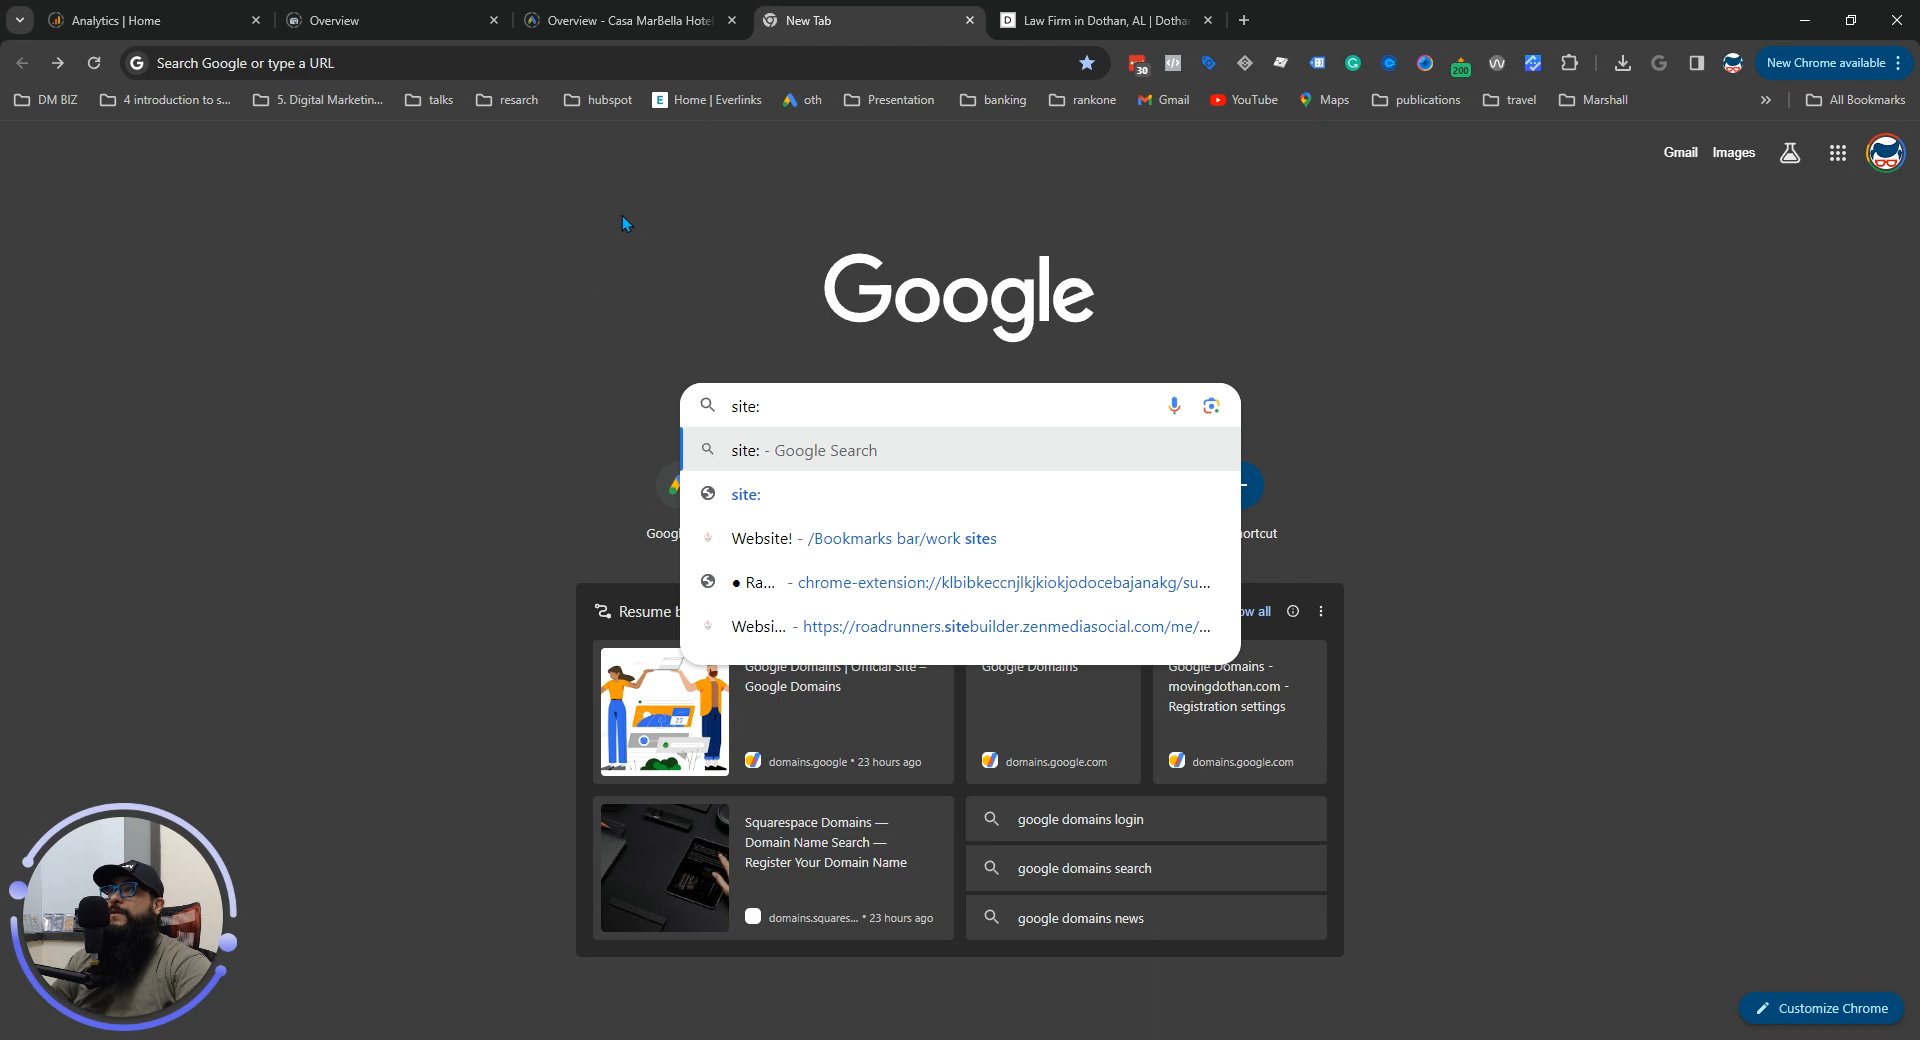 Analytics | Home
Overview
Overview - Casa MarBella Hotel
New Tab
Law Firm in Dothan, AL | Dothan
Search Google or type a URL
30
200
New Chrome available
DM BIZ
4 introduction to s...
5. Digital Marketin...
talks
resarch
hubspot
Home | Everlinks
oth
Presentation
banking
rankone
Gmail
YouTube
Maps
publications
travel
Marshall
All Bookmarks
Gmail
Images
Google
site:
site: - Google Search
site:
Website! - /Bookmarks bar/work sites
• Ra... - chrome-extension://klbibkeccnjlkjkiokjodocebajanakg/su...
Websi... - https://roadrunners.sitebuilder.zenmediasocial.com/me/...
Resume
all
Google Domains | Official Site –
Google Domains
domains.google • 23 hours ago
Google Domains
domains.google.com
Google Domains -
movingdothan.com -
Registration settings
domains.google.com
Squarespace Domains —
Domain Name Search —
Register Your Domain Name
domains.squares... • 23 hours ago
google domains login
google domains search
google domains news
Customize Chrome